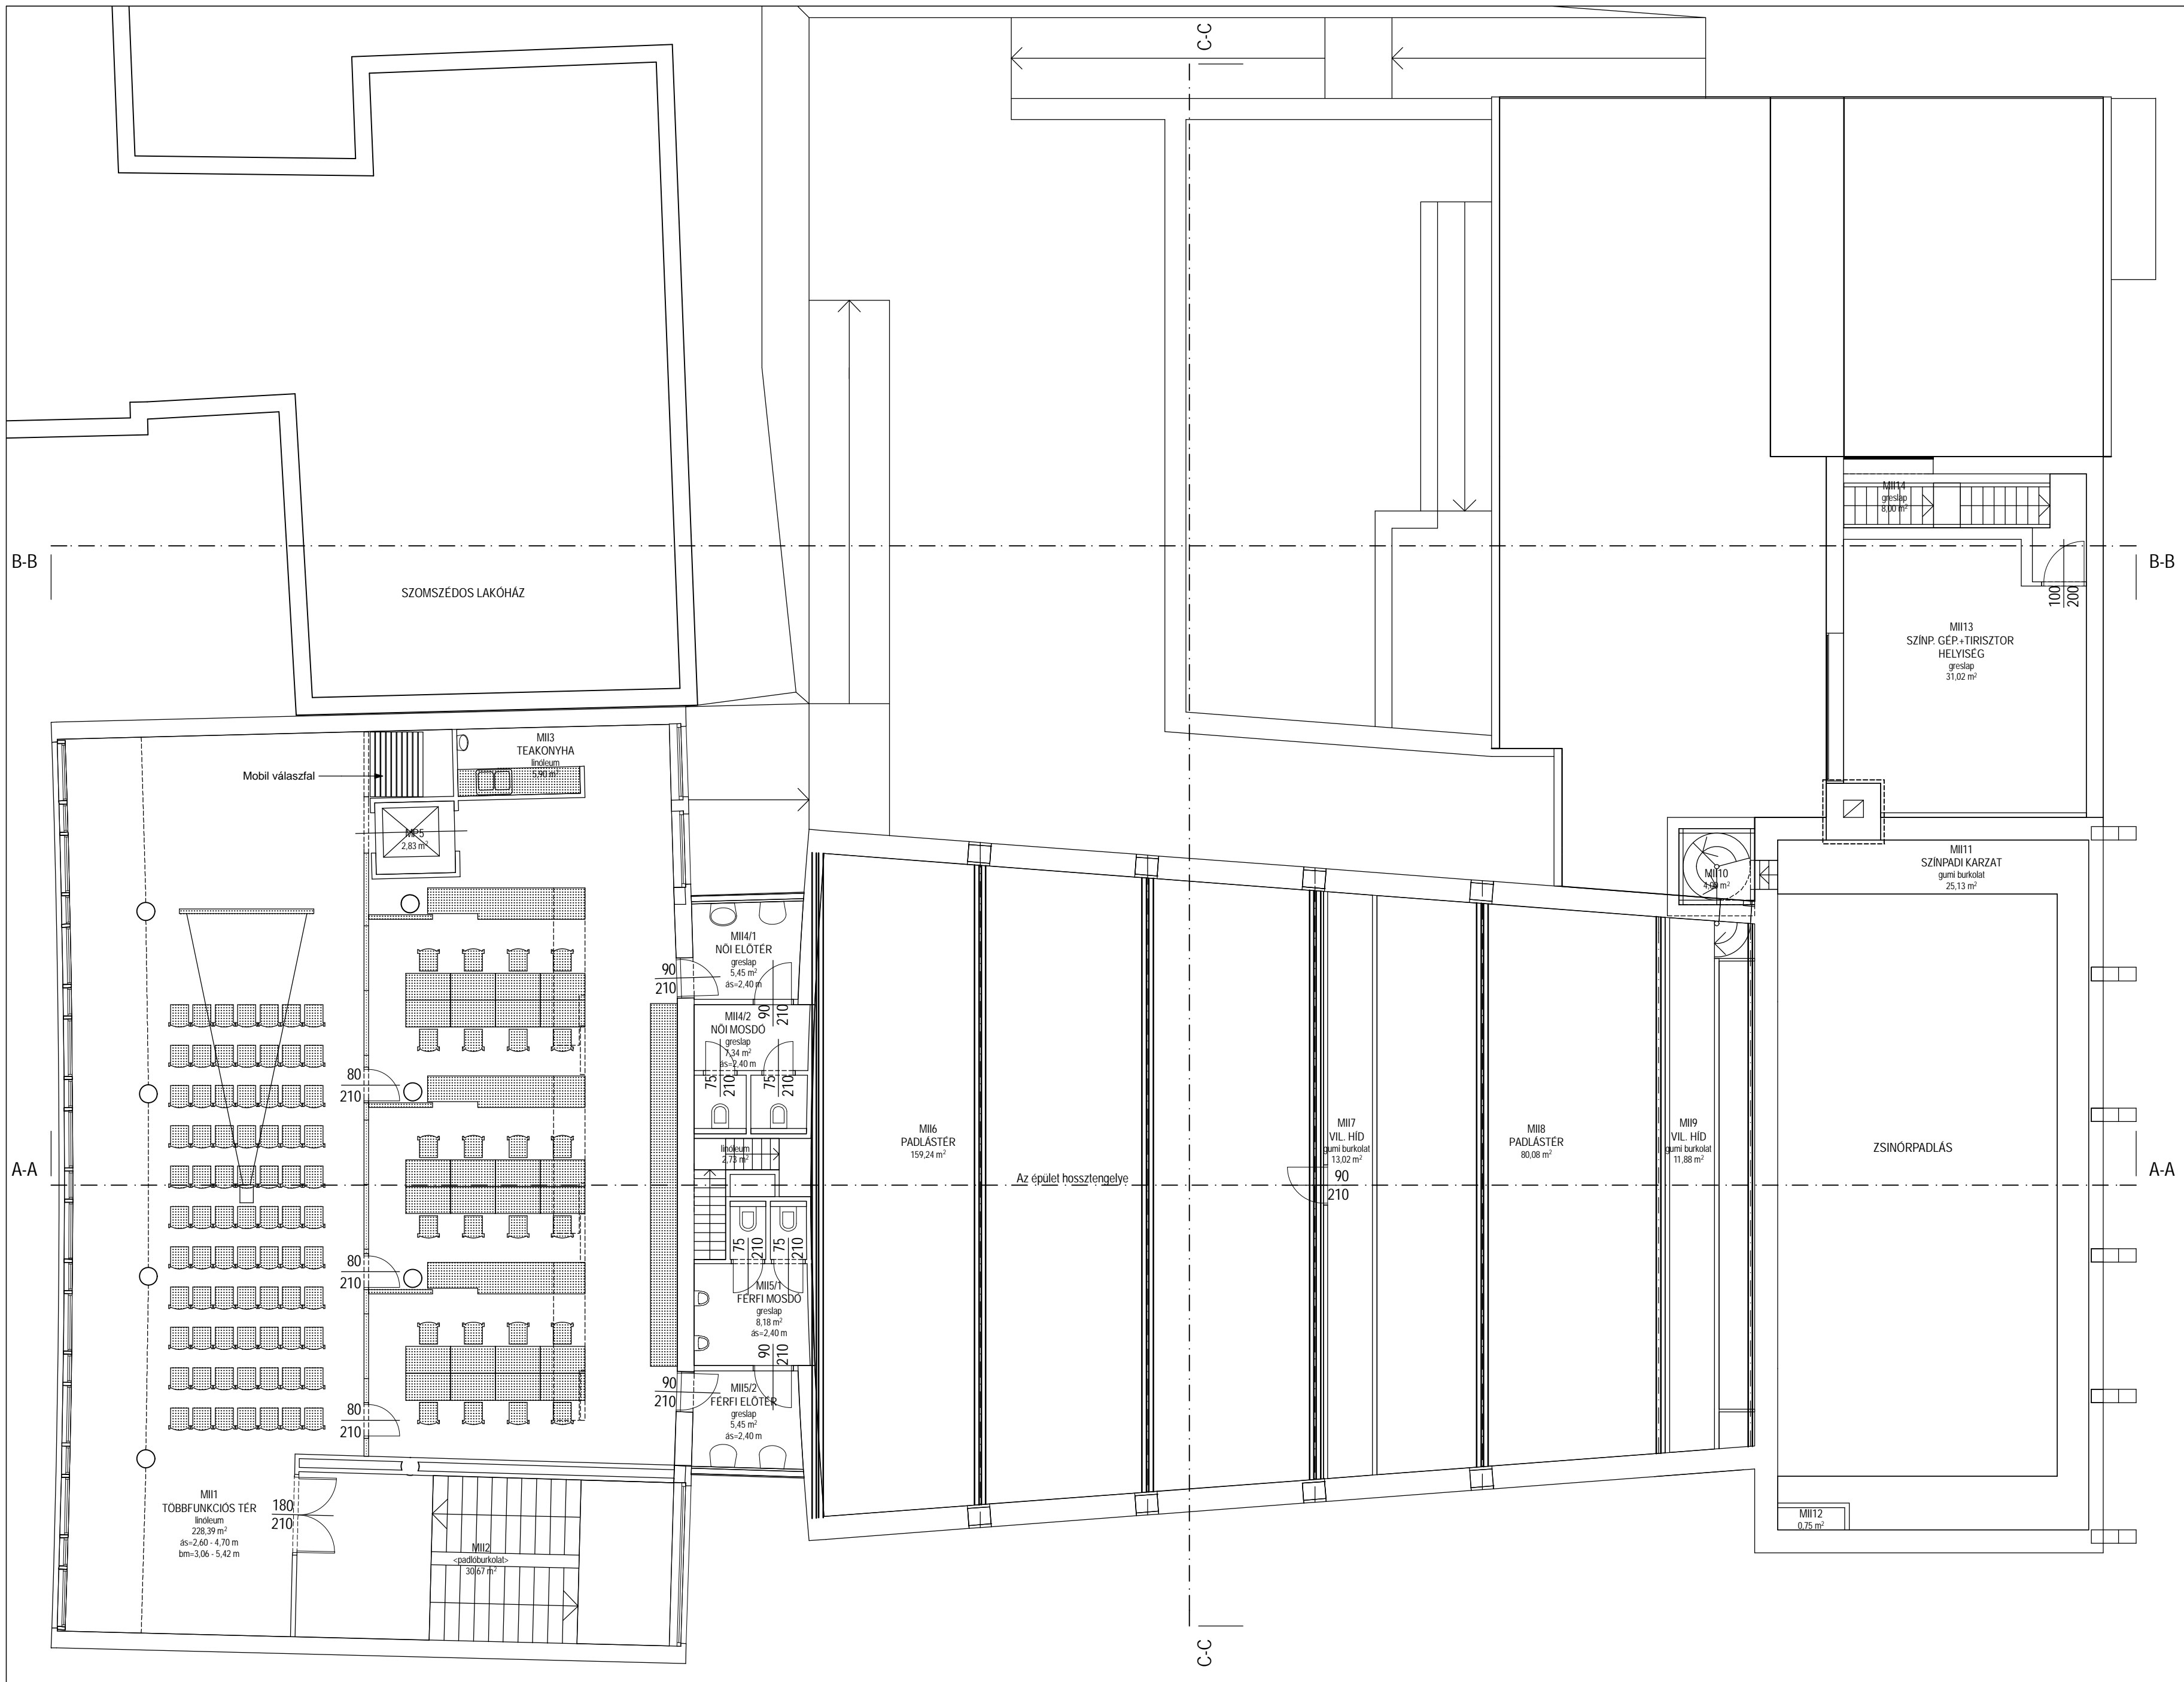 C-C
B-B
B-B
SZOMSZÉDOS LAKÓHÁZ
MII14
greslap
8,00 m²
100
200
MII13
SZÍNP. GÉP.+TIRISZTOR
HELYISÉG
greslap
31,02 m²
MII3
TEAKONYHA
linóleum
5,90 m²
Mobil válaszfal
MP5
2,83 m²
MII10
MII11
SZÍNPADI KARZAT
gumi burkolat
25,13 m²
MII4/1
NŐI ELŐTÉR
greslap
5,45 m²
ás=2,40 m
90
210
90
210
MII4/2
NŐI MOSDÓ
greslap
7,34 m²
ás=2,40 m
75
210
75
210
80
210
linóleum
2,73 m²
A-A
MII6
PADLÁSTÉR
159,24 m²
Az épület hossztengelye
MII7
VIL. HÍD
gumi burkolat
13,02 m²
90
210
MII8
PADLÁSTÉR
80,08 m²
MII9
VIL. HÍD
gumi burkolat
11,88 m²
ZSINÓRPADLÁS
A-A
80
210
75
210
75
210
MII5/1
FÉRFI MOSDÓ
greslap
8,18 m²
ás=2,40 m
90
210
90
210
MII5/2
FÉRFI ELŐTÉR
greslap
5,45 m²
ás=2,40 m
80
210
MII1
TÖBBFUNKCIÓS TÉR
linóleum
228,39 m²
ás=2,60 - 4,70 m
bm=3,06 - 5,42 m
180
210
MII2
<padlóburkolat>
30,67 m²
MII12
0,75 m²
C-C